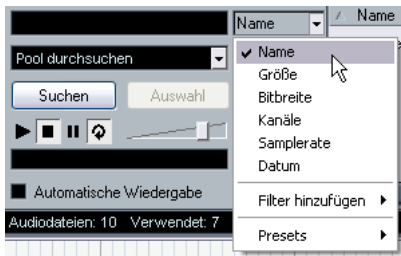 Name
Name
Pool durchsuchen
Suchen
Auswahl
Automatische Wiedergabe
Audiodateien: 10 Verwendet: 7
Name
Größe
Bitbreite
Kanäle
Samplerate
Datum
Filter hinzufügen
Presets